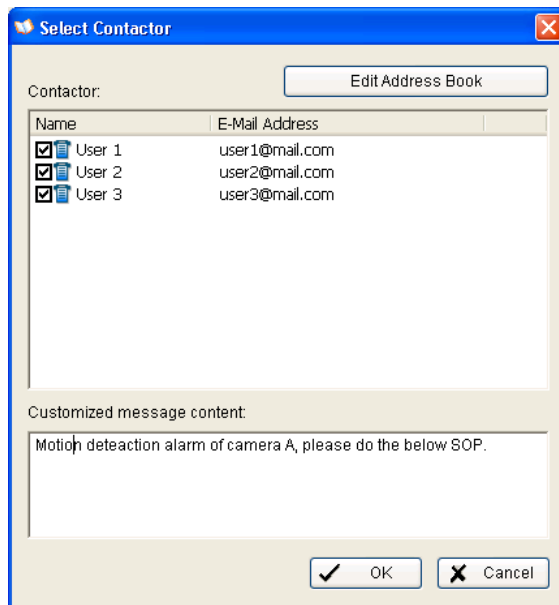 Select Contactor
Edit Address Book
Contactor:
Name E-Mail Address
User 1 user1@mail.com
User 2 user2@mail.com
User 3 user3@mail.com
Customized message content:
Motion deteaction alarm of camera A, please do the below SOP.
OK Cancel